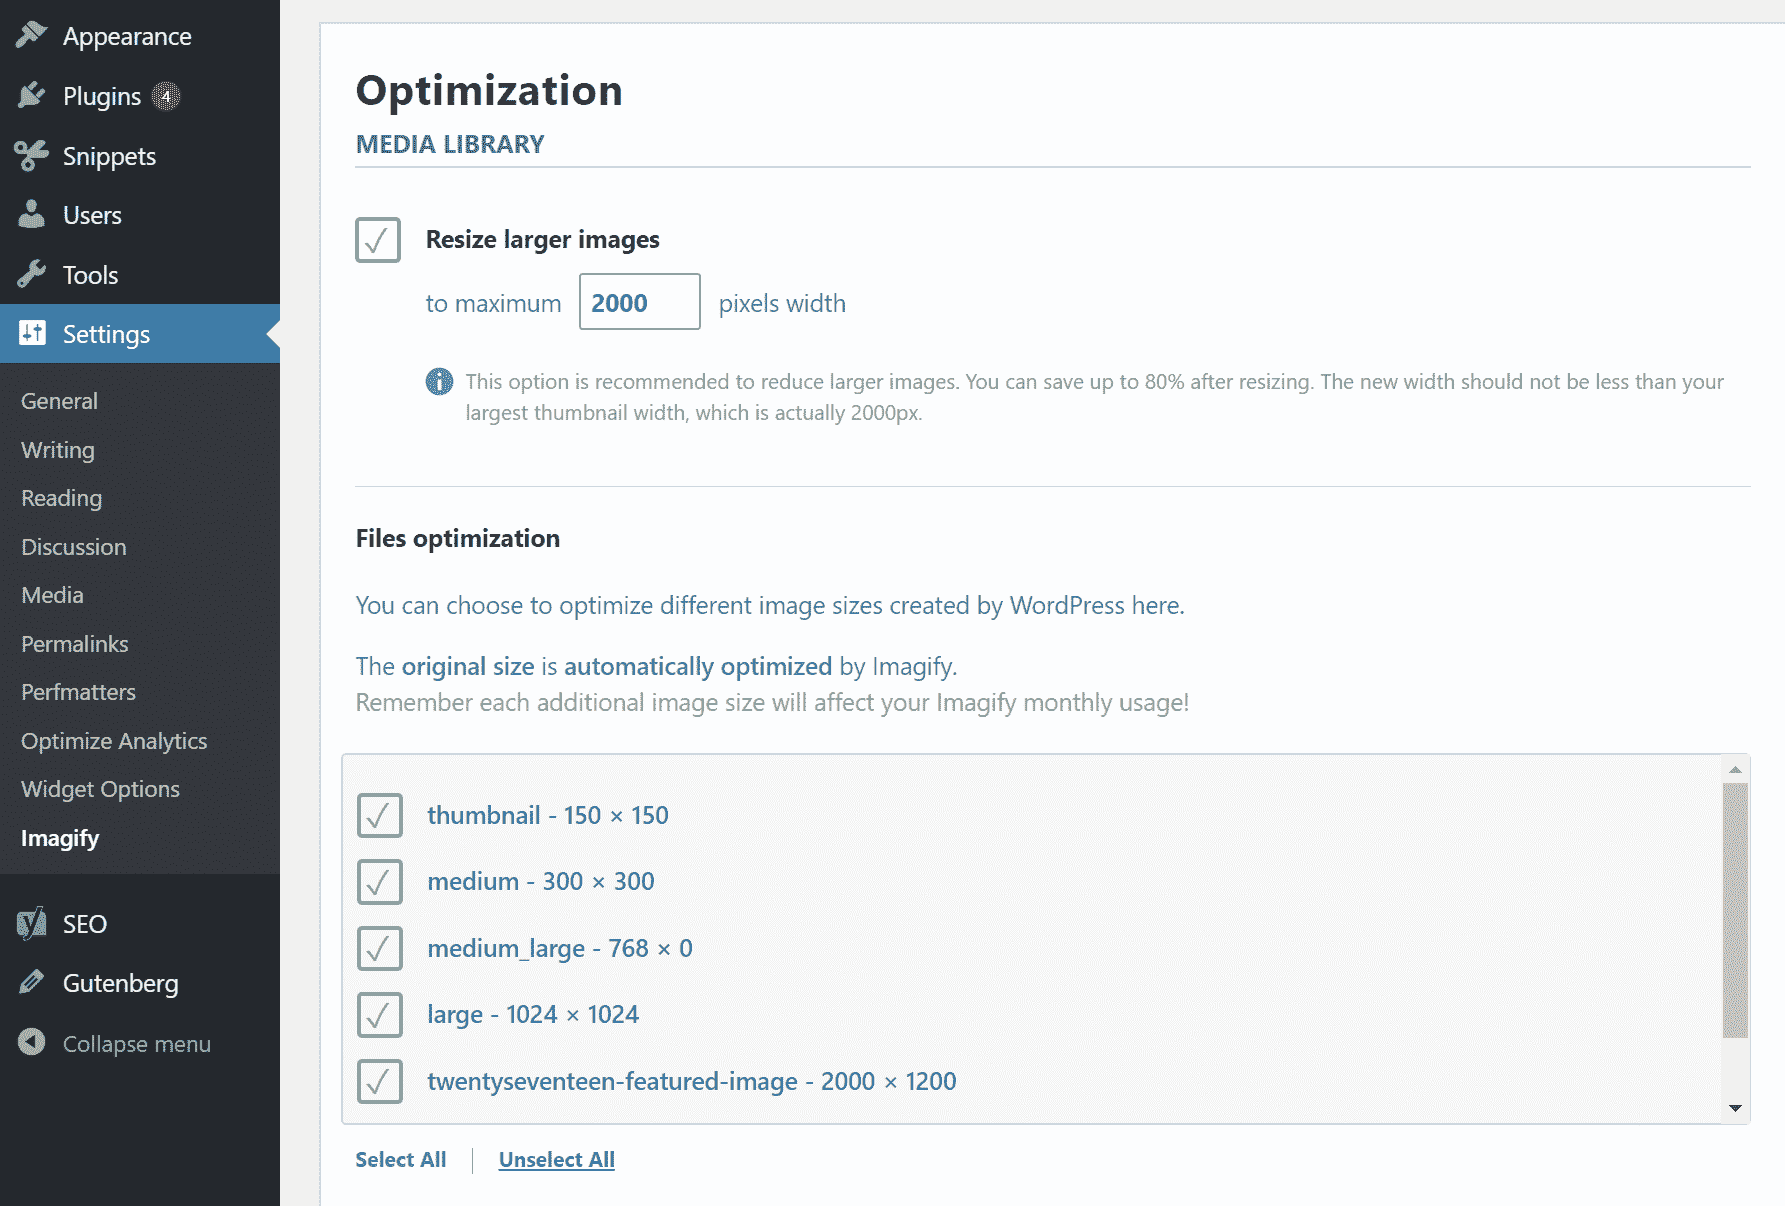 Appearance
Plugins 4
Snippets
Users
Tools
Settings
General
Writing
Reading
Discussion
Media
Permalinks
Perfmatters
Optimize Analytics
Widget Options
Imagify
SEO
Gutenberg
Collapse menu
Optimization
MEDIA LIBRARY
Resize larger images
to maximum 2000 pixels width
This option is recommended to reduce larger images. You can save up to 80% after resizing. The new width should not be less than your
largest thumbnail width, which is actually 2000px.
Files optimization
You can choose to optimize different image sizes created by WordPress here.
The original size is automatically optimized by Imagify.
Remember each additional image size will affect your Imagify monthly usage!
thumbnail - 150 × 150
medium - 300 × 300
medium_large - 768 × 0
large - 1024 × 1024
twentyseventeen-featured-image - 2000 × 1200
Select All
Unselect All